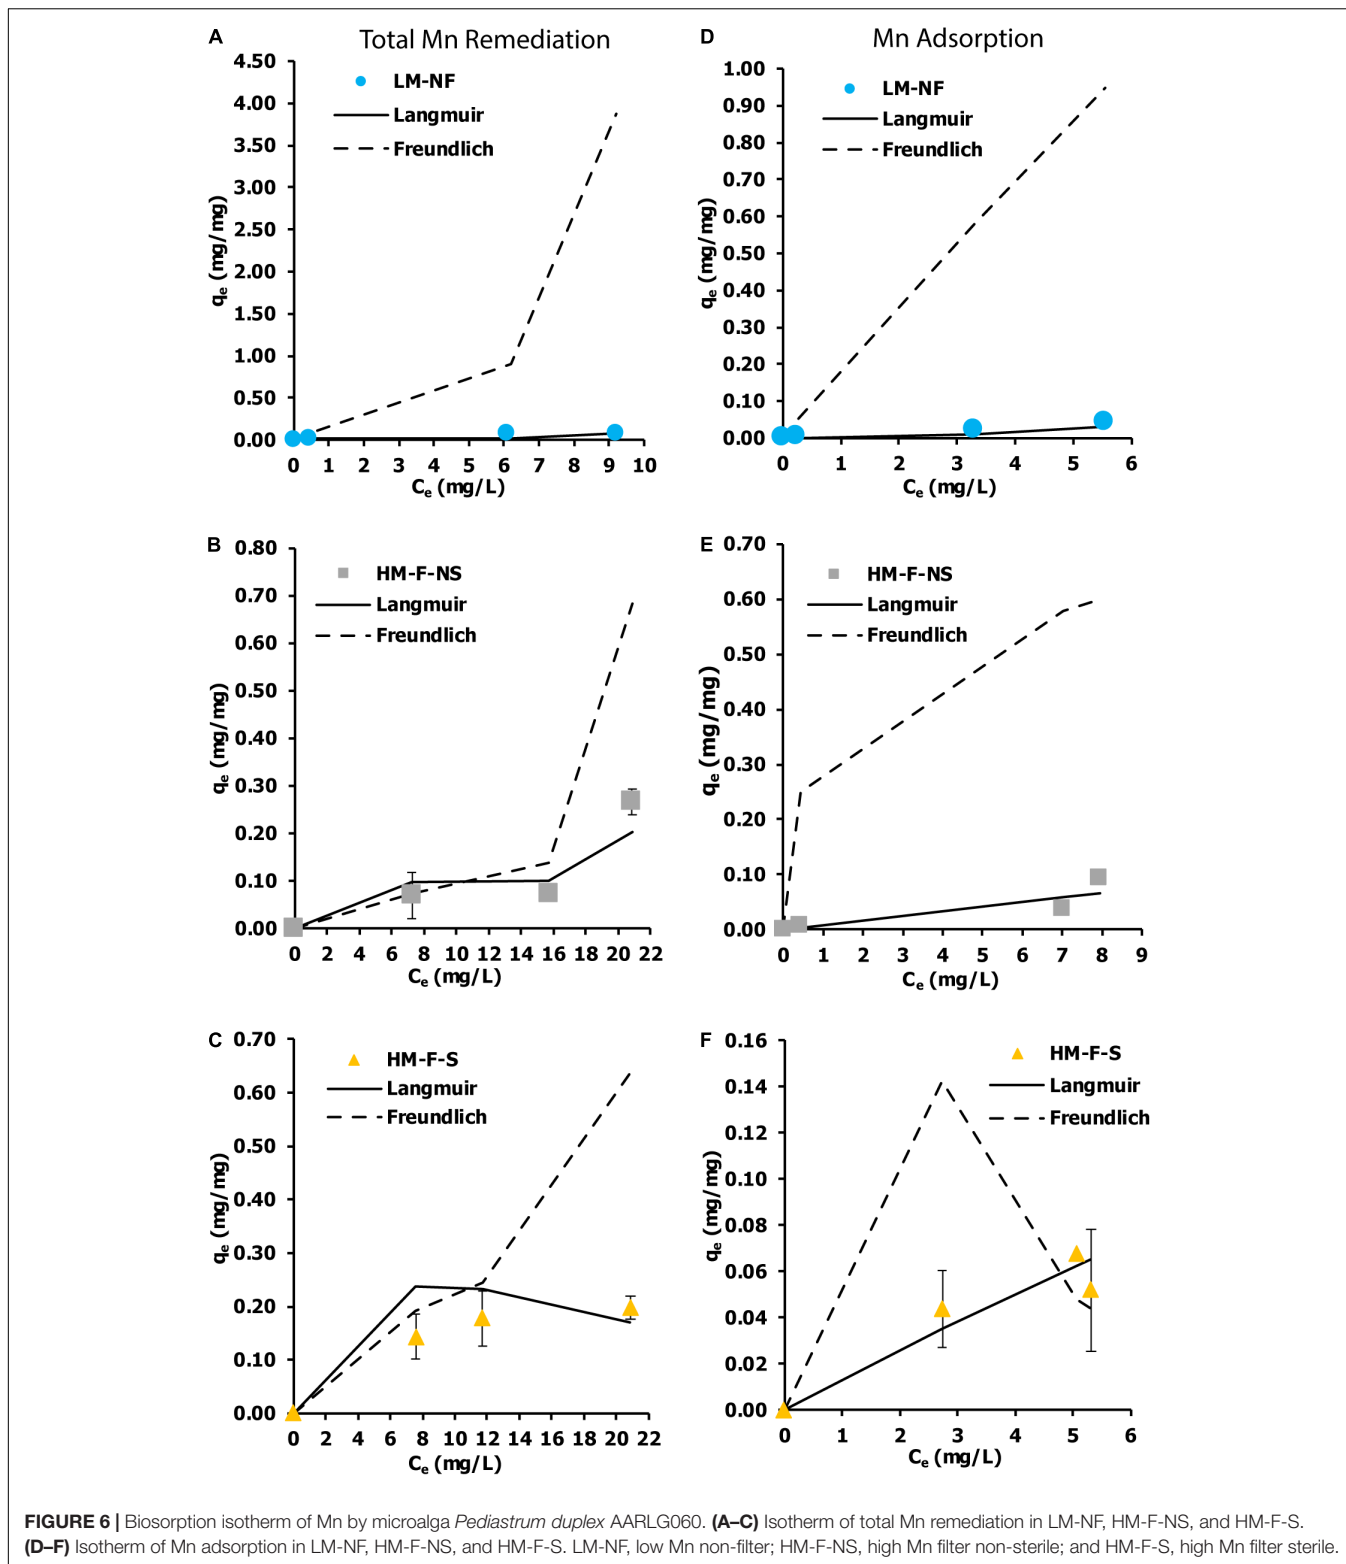 A
Total Mn Remediation
4.50
4.00
3.50
3.00
2.50
2.00
1.50
1.00
0.50
0.00
qe (mg/mg)
LM-NF
Langmuir
Freundlich
0 1 2 3 4 5 6 7 8 9 10
Ce (mg/L)
D
Mn Adsorption
1.00
0.90
0.80
0.70
0.60
0.50
0.40
0.30
0.20
0.10
0.00
qe (mg/mg)
LM-NF
Langmuir
Freundlich
0 1 2 3 4 5 6
Ce (mg/L)
B
0.80
0.70
0.60
0.50
0.40
0.30
0.20
0.10
0.00
qe (mg/mg)
HM-F-NS
Langmuir
Freundlich
0 2 4 6 8 10 12 14 16 18 20 22
Ce (mg/L)
E
0.70
0.60
0.50
0.40
0.30
0.20
0.10
0.00
qe (mg/mg)
HM-F-NS
Langmuir
Freundlich
0 1 2 3 4 5 6 7 8 9
Ce (mg/L)
C
0.70
0.60
0.50
0.40
0.30
0.20
0.10
0.00
qe (mg/mg)
HM-F-S
Langmuir
Freundlich
0 2 4 6 8 10 12 14 16 18 20 22
Ce (mg/L)
F
0.16
0.14
0.12
0.10
0.08
0.06
0.04
0.02
0.00
qe (mg/mg)
HM-F-S
Langmuir
Freundlich
0 1 2 3 4 5 6
Ce (mg/L)
FIGURE 6 | Biosorption isotherm of Mn by microalga Pediastrum duplex AARLG060. (A–C) Isotherm of total Mn remediation in LM-NF, HM-F-NS, and HM-F-S.
(D–F) Isotherm of Mn adsorption in LM-NF, HM-F-NS, and HM-F-S. LM-NF, low Mn non-filter; HM-F-NS, high Mn filter non-sterile; and HM-F-S, high Mn filter sterile.